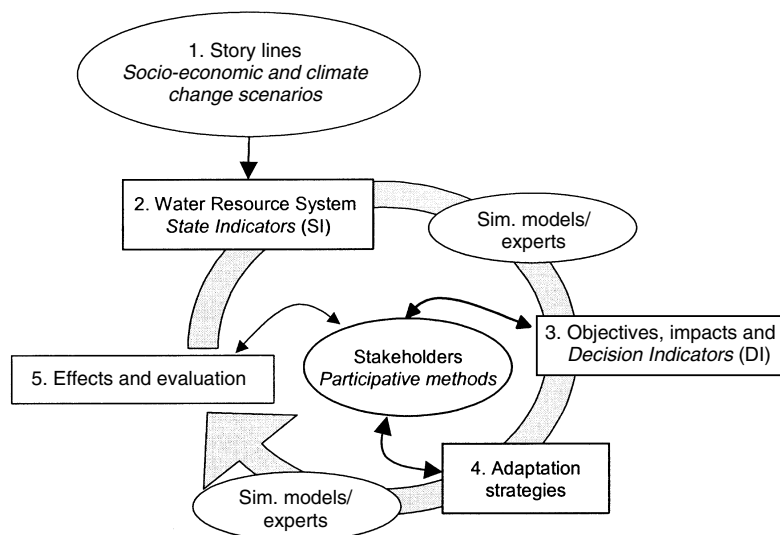 1. Story lines
Socio-economic and climate
change scenarios
2. Water Resource System
State Indicators (SI)
Sim. models/
experts
3. Objectives, impacts and
Decision Indicators (DI)
Stakeholders
Participative methods
5. Effects and evaluation
4. Adaptation
strategies
Sim. models/
experts